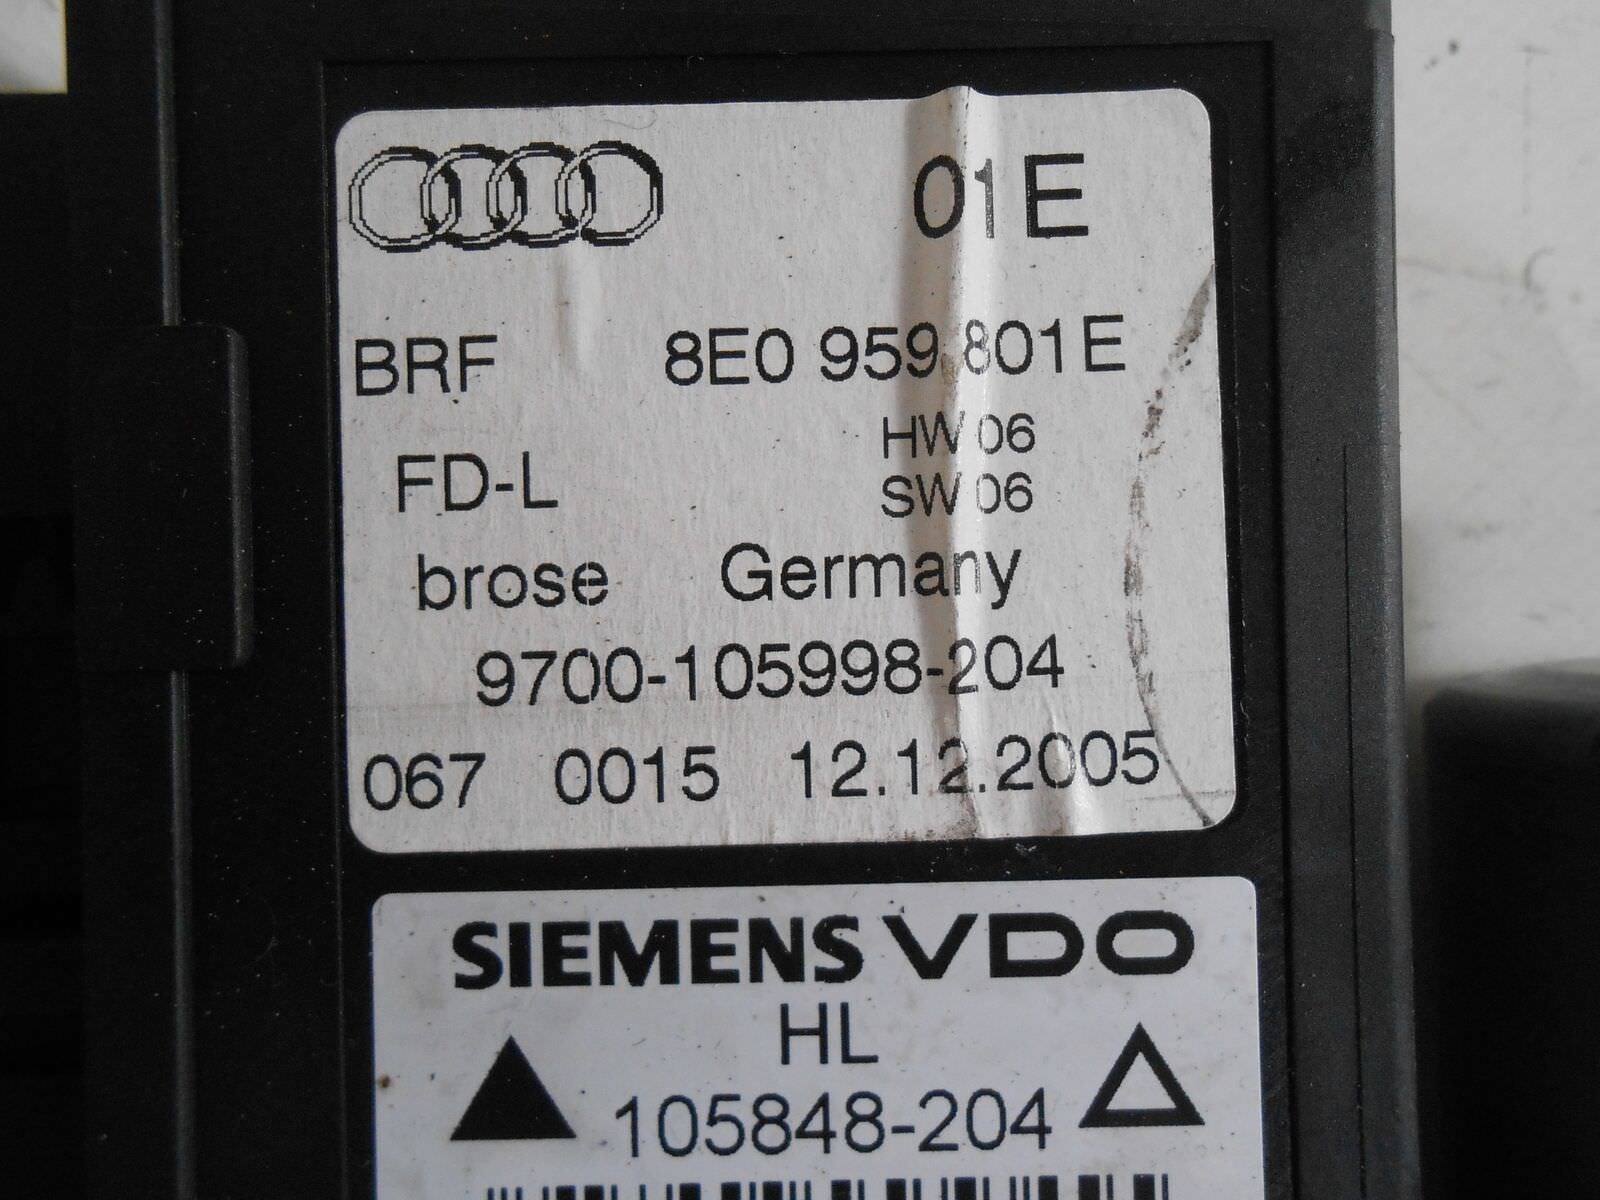 01E
BRF 8E0 959 801E
HW 06
FD-L
SW 06
brose Germany
9700-105998-204
067 0015 12.12.2005
SIEMENS VDO
HL
105848-204